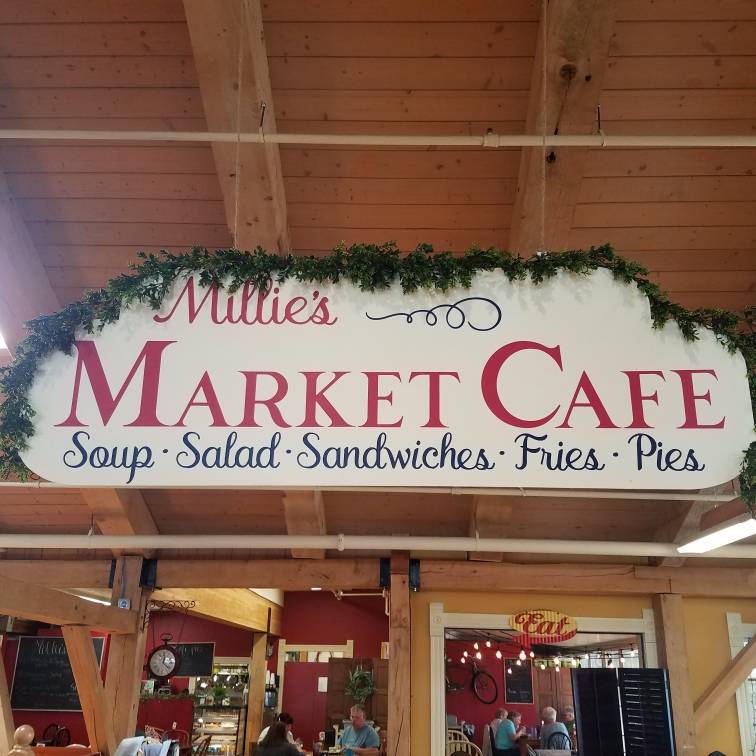 Millie's
MARKET CAFE
Soup · Salad · Sandwiches · Fries · Pies
Eat